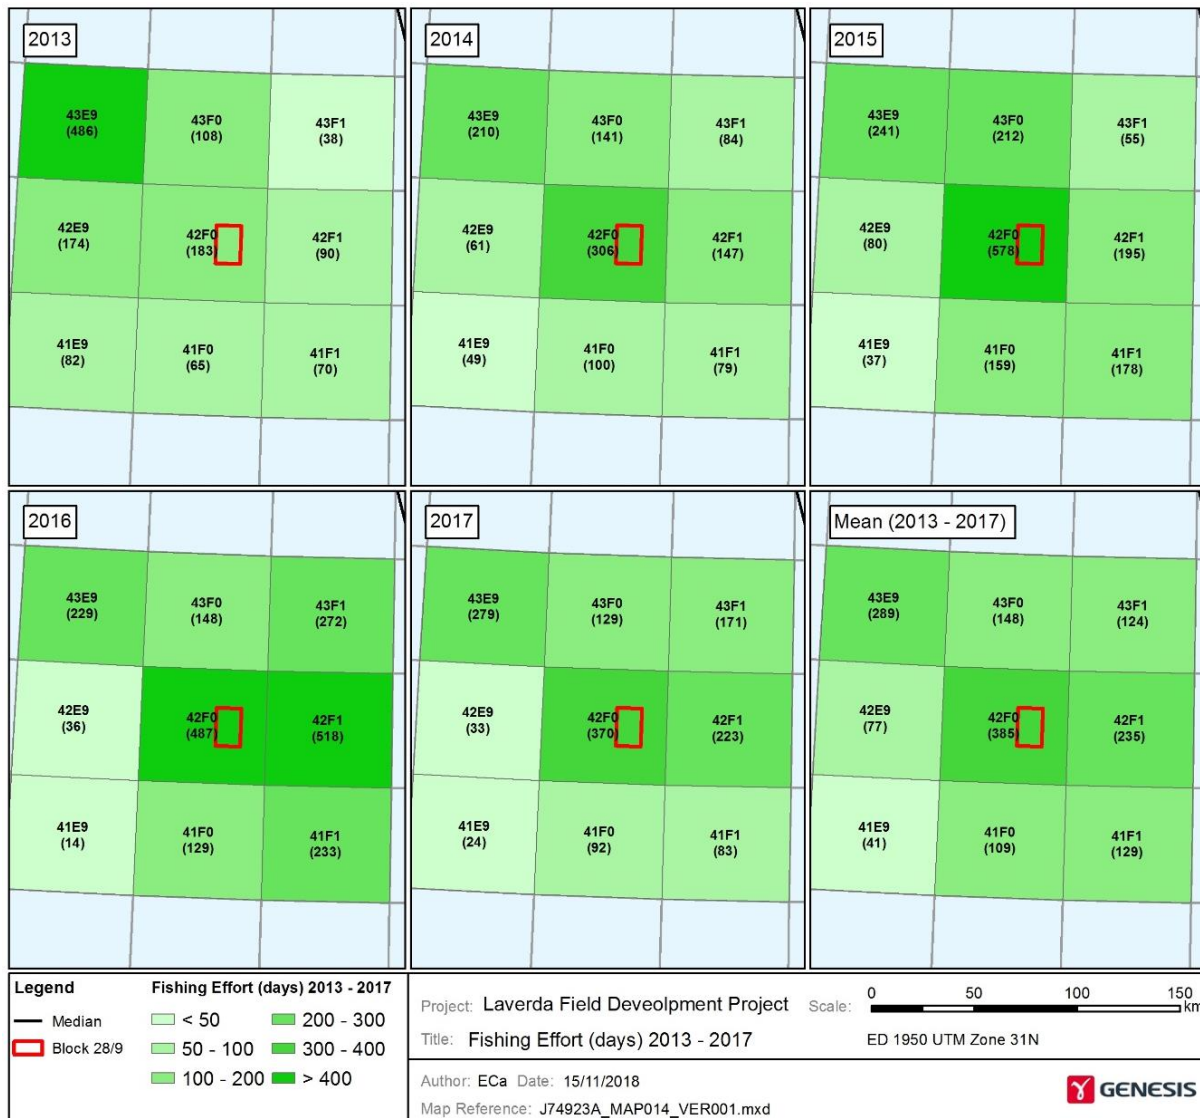 2013
43E9
(486)
43F0
(108)
43F1
(38)
42E9
(174)
42F0
(183)
42F1
(90)
41E9
(82)
41F0
(65)
41F1
(70)
2014
43E9
(210)
43F0
(141)
43F1
(84)
42E9
(61)
42F0
(306)
42F1
(147)
41E9
(49)
41F0
(100)
41F1
(79)
2015
43E9
(241)
43F0
(212)
43F1
(55)
42E9
(80)
42F0
(578)
42F1
(195)
41E9
(37)
41F0
(159)
41F1
(178)
2016
43E9
(229)
43F0
(148)
43F1
(272)
42E9
(36)
42F0
(487)
42F1
(518)
41E9
(14)
41F0
(129)
41F1
(233)
2017
43E9
(279)
43F0
(129)
43F1
(171)
42E9
(33)
42F0
(370)
42F1
(223)
41E9
(24)
41F0
(92)
41F1
(83)
Mean (2013 - 2017)
43E9
(289)
43F0
(148)
43F1
(124)
42E9
(77)
42F0
(385)
42F1
(235)
41E9
(41)
41F0
(109)
41F1
(129)
Legend
Median
Block 28/9
Fishing Effort (days) 2013 - 2017
< 50
50 - 100
100 - 200
200 - 300
300 - 400
> 400
Project: Laverda Field Deveolpment Project
Title: Fishing Effort (days) 2013 - 2017
Scale: 0 50 100 150
km
ED 1950 UTM Zone 31N
Author: ECa Date: 15/11/2018
Map Reference: J74923A_MAP014_VER001.mxd
GENESIS